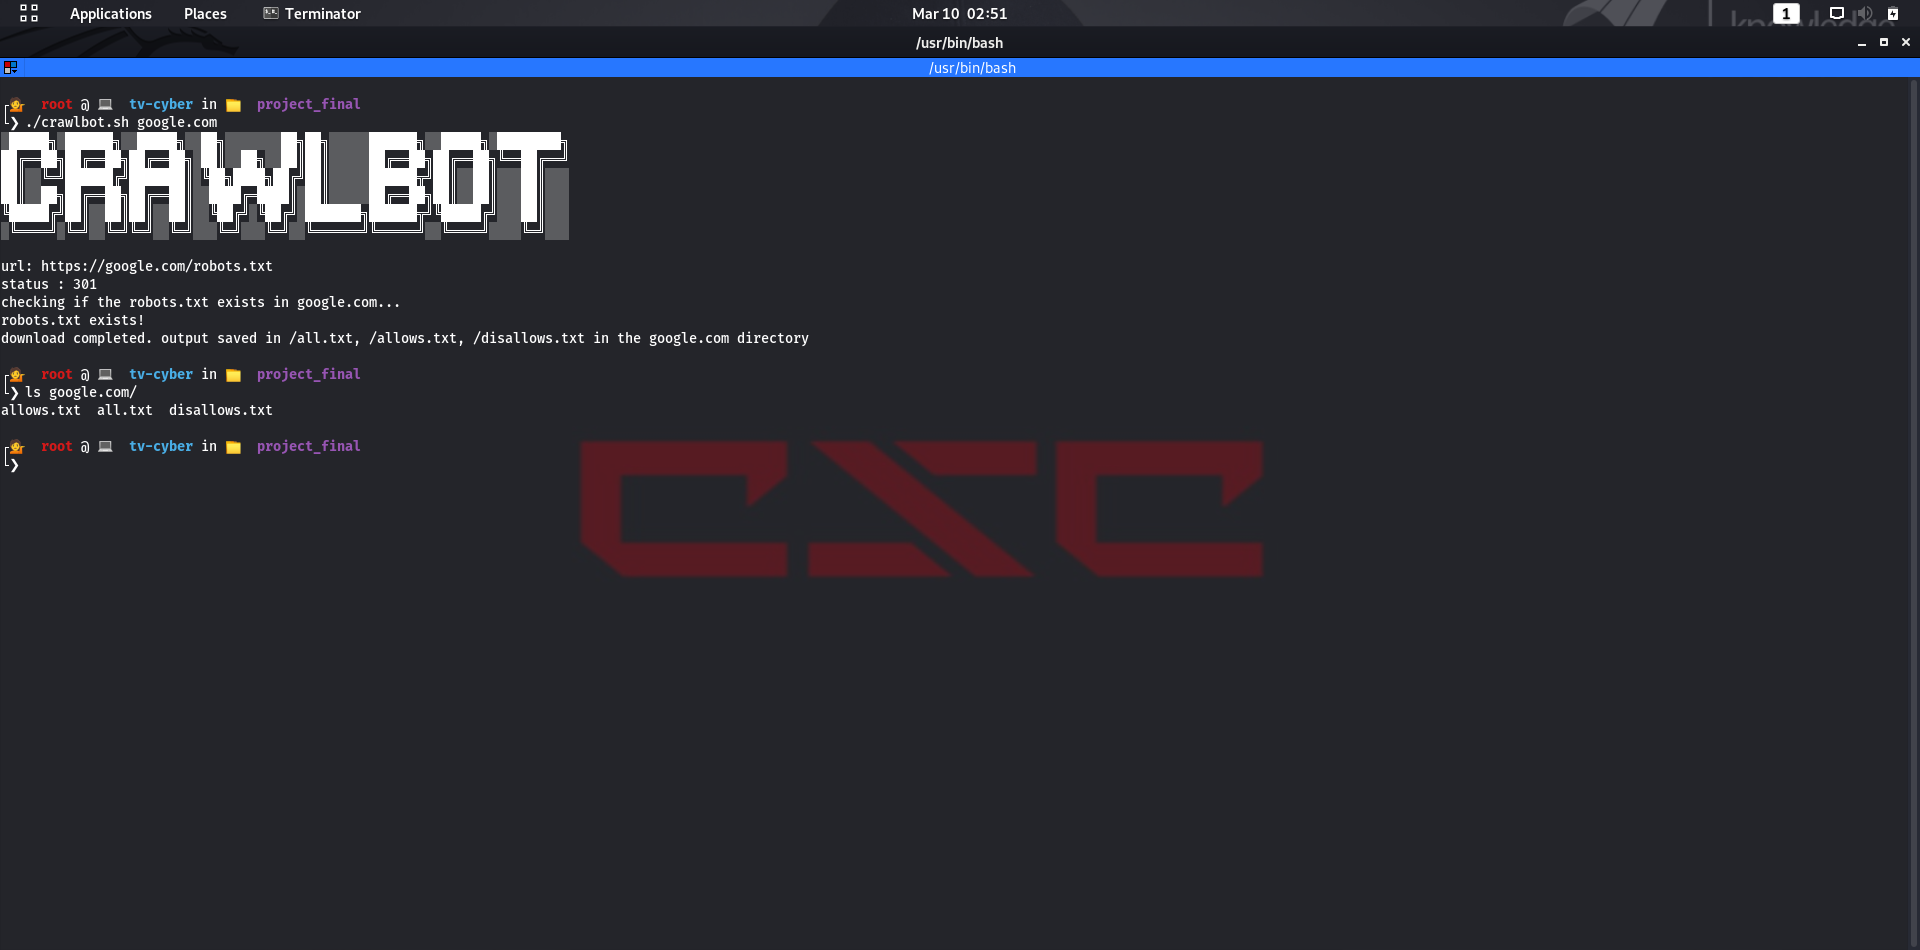 Applications Places Terminator Mar 10 02:51 1
/usr/bin/bash
/usr/bin/bash
root @ tv-cyber in project_final
❯ ./crawlbot.sh google.com
CRAWLBOT
url: https://google.com/robots.txt
status : 301
checking if the robots.txt exists in google.com...
robots.txt exists!
download completed. output saved in /all.txt, /allows.txt, /disallows.txt in the google.com directory
root @ tv-cyber in project_final
❯ ls google.com/
allows.txt all.txt disallows.txt
root @ tv-cyber in project_final
❯
CSC